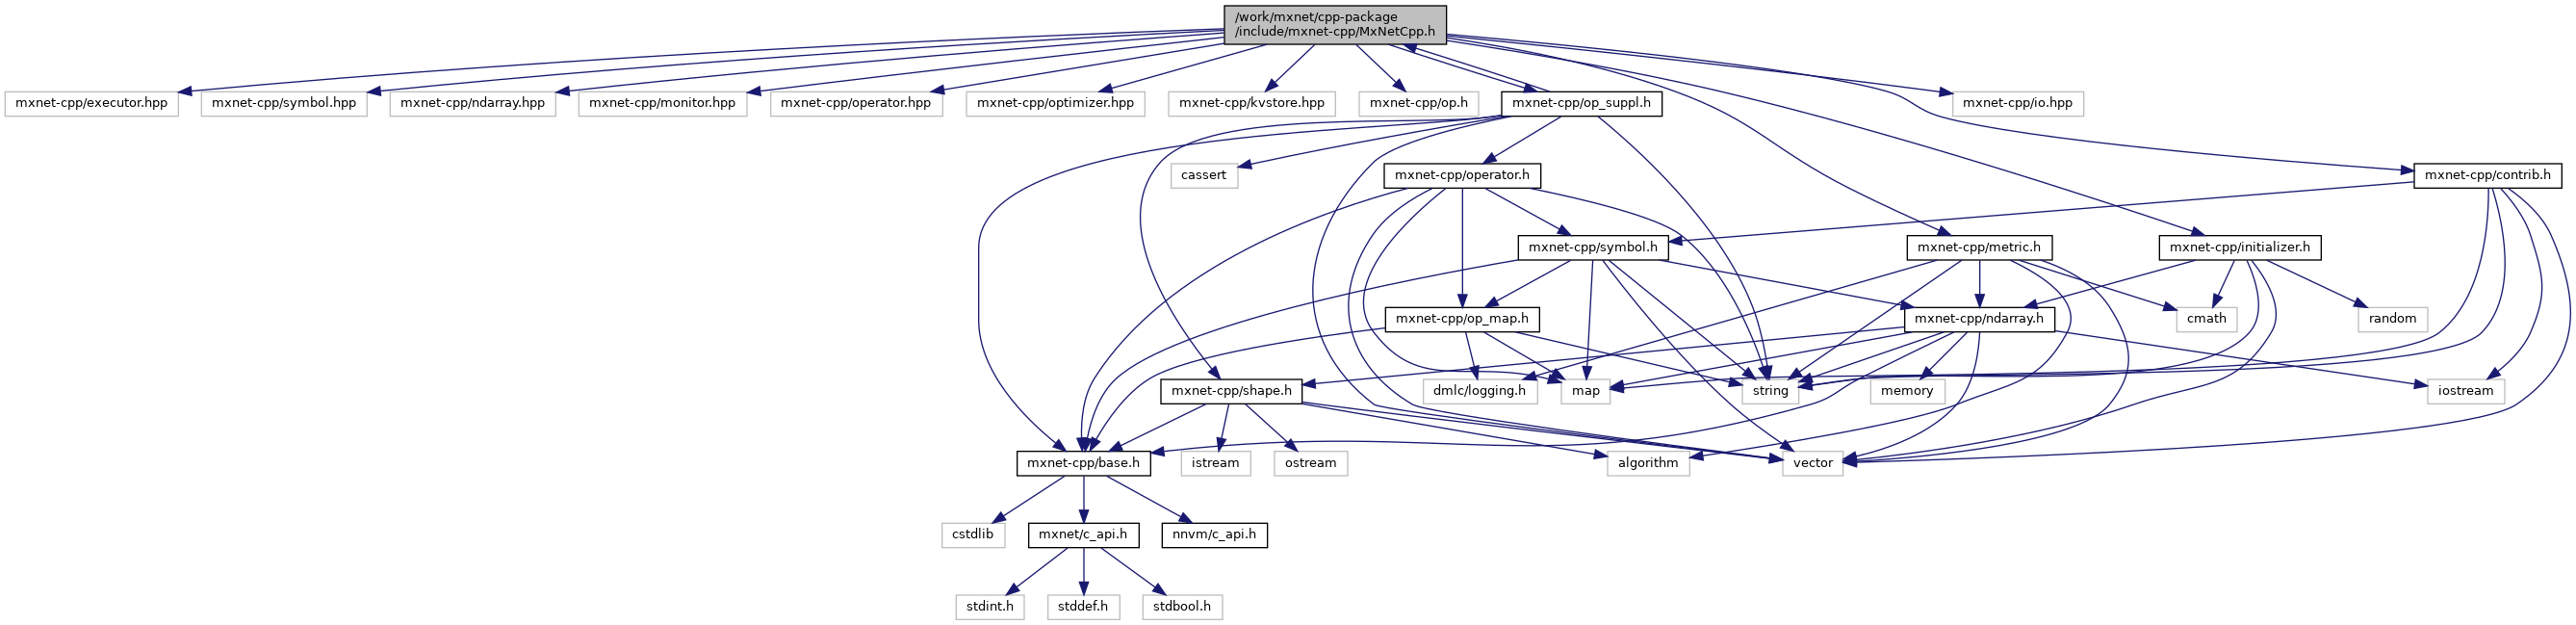 /work/mxnet/cpp-package
/include/mxnet-cpp/MxNetCpp.h
mxnet-cpp/executor.hpp
mxnet-cpp/symbol.hpp
mxnet-cpp/ndarray.hpp
mxnet-cpp/monitor.hpp
mxnet-cpp/operator.hpp
mxnet-cpp/optimizer.hpp
mxnet-cpp/kvstore.hpp
mxnet-cpp/op.h
mxnet-cpp/op_suppl.h
mxnet-cpp/io.hpp
cassert
mxnet-cpp/operator.h
mxnet-cpp/contrib.h
mxnet-cpp/symbol.h
mxnet-cpp/metric.h
mxnet-cpp/initializer.h
mxnet-cpp/op_map.h
mxnet-cpp/ndarray.h
cmath
random
mxnet-cpp/shape.h
dmlc/logging.h
map
string
memory
iostream
mxnet-cpp/base.h
istream
ostream
algorithm
vector
cstdlib
mxnet/c_api.h
nnvm/c_api.h
stdint.h
stddef.h
stdbool.h